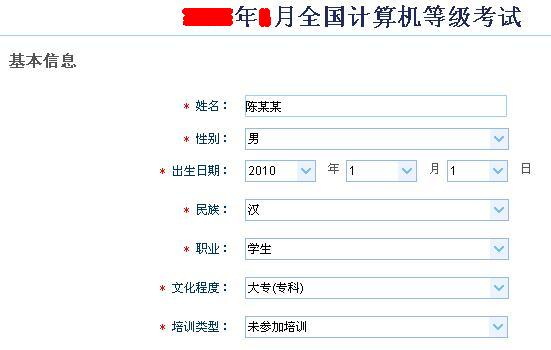 年月全国计算机等级考试
基本信息
* 姓名： 陈某某
* 性别： 男
* 出生日期： 2010 年 1 月 1 日
* 民族： 汉
* 职业： 学生
* 文化程度： 大专(专科)
* 培训类型： 未参加培训